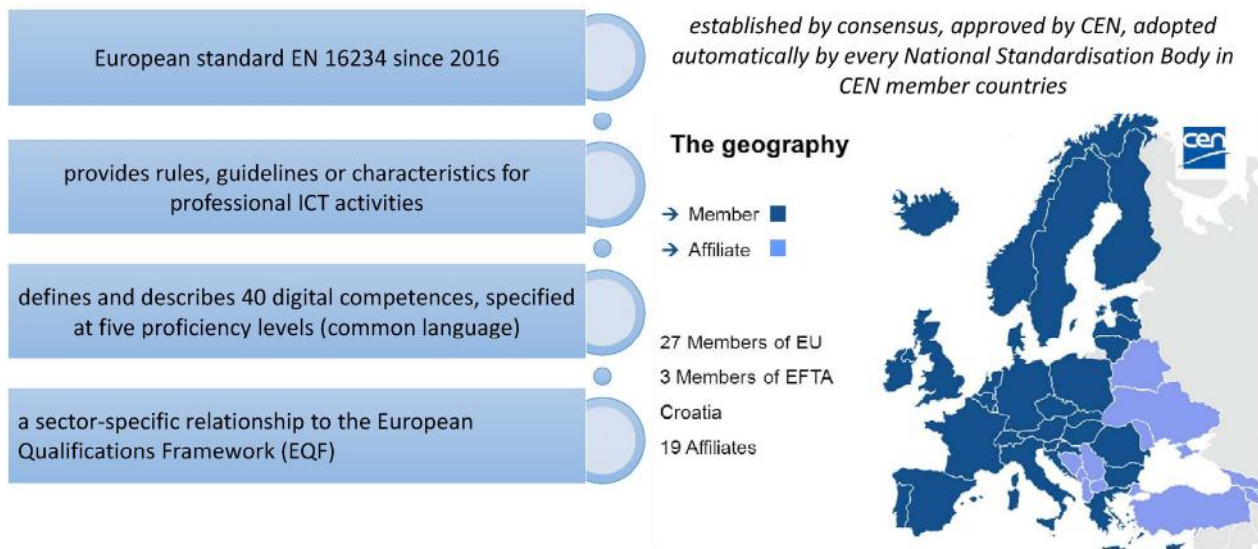 European standard EN 16234 since 2016
provides rules, guidelines or characteristics for
professional ICT activities
defines and describes 40 digital competences, specified
at five proficiency levels (common language)
a sector-specific relationship to the European
Qualifications Framework (EQF)
established by consensus, approved by CEN, adopted
automatically by every National Standardisation Body in
CEN member countries
The geography
cen
→ Member
→ Affiliate
27 Members of EU
3 Members of EFTA
Croatia
19 Affiliates